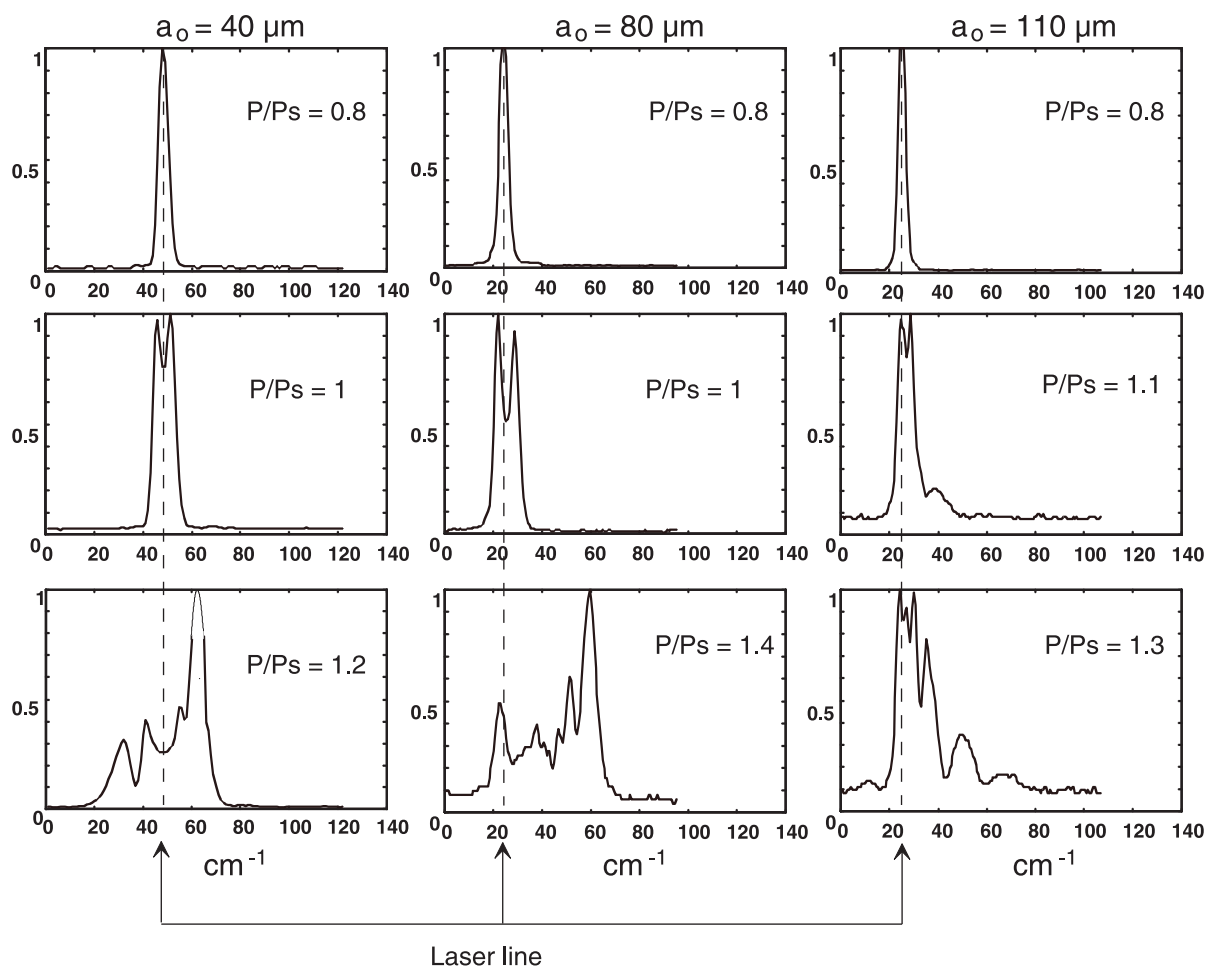 aₒ = 40 µm aₒ = 80 µm aₒ = 110 µm
1 1 1
P/Ps = 0.8 P/Ps = 0.8 P/Ps = 0.8
0.5 0.5 0.5
0 0 0
0 20 40 60 80 100 120 140 0 20 40 60 80 100 120 140 0 20 40 60 80 100 120 140
1 1 1
P/Ps = 1 P/Ps = 1 P/Ps = 1.1
0.5 0.5 0.5
0 0 0
0 20 40 60 80 100 120 140 0 20 40 60 80 100 120 140 0 20 40 60 80 100 120 140
1 1 1
P/Ps = 1.2 P/Ps = 1.4 P/Ps = 1.3
0.5 0.5 0.5
0 0 0
0 20 40 60 80 100 120 140 0 20 40 60 80 100 120 140 0 20 40 60 80 100 120 140
cm⁻¹ cm⁻¹ cm⁻¹
Laser line